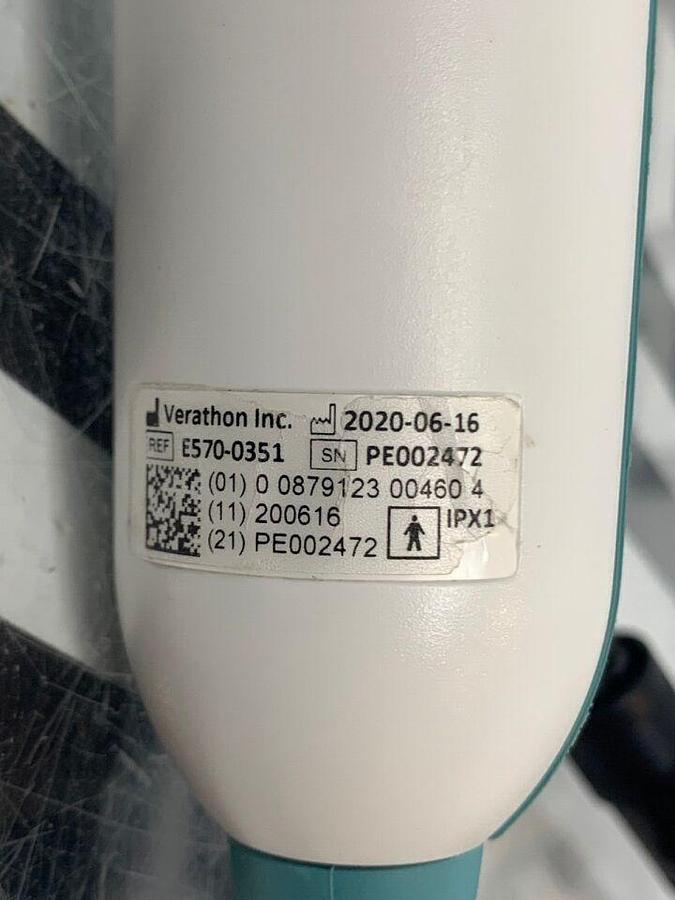 Verathon Inc. 2020-06-16
REF E570-0351 SN PE002472
(01) 0 0879123 00460 4
(11) 200616
IPX1
(21) PE002472